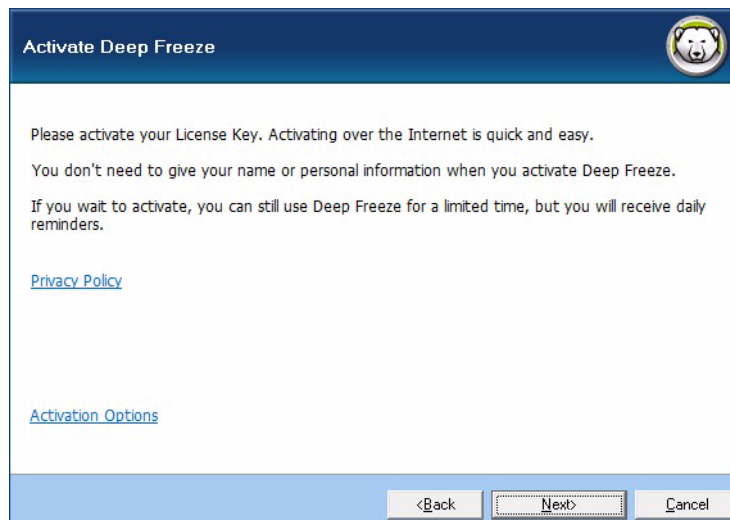 Activate Deep Freeze
Please activate your License Key. Activating over the Internet is quick and easy.
You don't need to give your name or personal information when you activate Deep Freeze.
If you wait to activate, you can still use Deep Freeze for a limited time, but you will receive daily
reminders.
Privacy Policy
Activation Options
<Back Next> Cancel